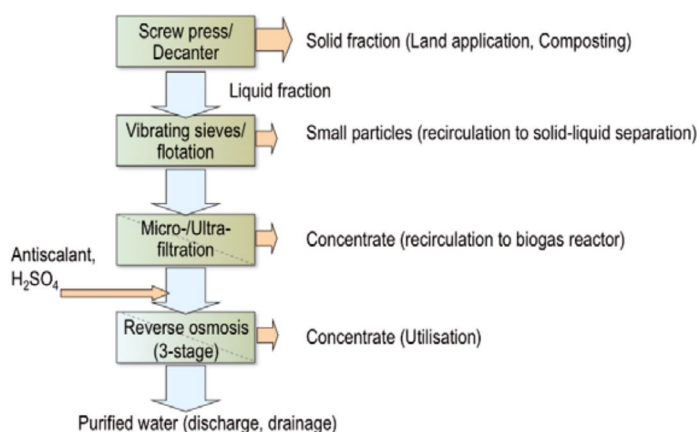 Screw press/
Decanter
Solid fraction (Land application, Composting)
Liquid fraction
Vibrating sieves/
flotation
Small particles (recirculation to solid-liquid separation)
Micro-/Ultra-
filtration
Concentrate (recirculation to biogas reactor)
Antiscalant,
H₂SO₄
Reverse osmosis
(3-stage)
Concentrate (Utilisation)
Purified water (discharge, drainage)